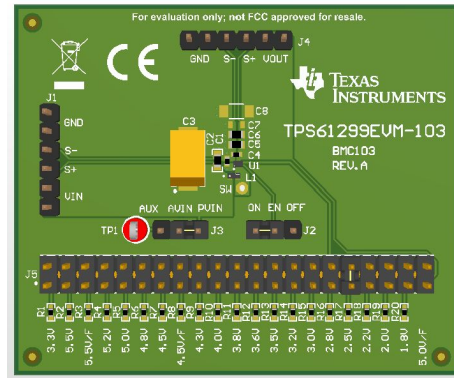 For evaluation only; not FCC approved for resale.
GND S- S+ VOUT J4
TEXAS
INSTRUMENTS
TPS61299EVM-103
BMC103
REV.A
J1
GND
S-
S+
VIN
C3
C2
C1
C8
C7
C6
C5
C4
U1
L1
SW
AUX AVIN PVIN
ON EN OFF
TP1
J3
J2
J5
R1 R2 R3 R4 R5 R6 R7 R8 R9 R10 R11 R12 R13 R14 R15 R16 R17 R18 R19 R20
3.3V
5.5V
5.5V/F
5.2V
5.0V
4.8V
4.5V
4.5V/F
4.3V
4.0V
3.8V
3.6V
3.5V
3.2V
3.0V
2.8V
2.5V
2.2V
2.0V
1.8V
5.0V/F